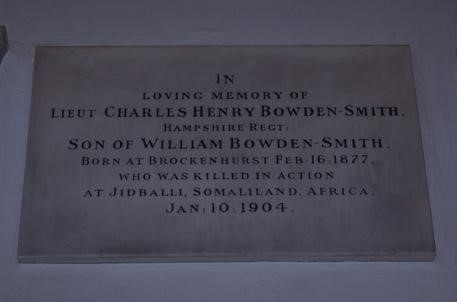 IN
LOVING MEMORY OF
LIEUT CHARLES HENRY BOWDEN-SMITH.
HAMPSHIRE REGT:
SON OF WILLIAM BOWDEN-SMITH.
BORN AT BROCKENHURST FEB: 16: 1877.
WHO WAS KILLED IN ACTION
AT JIDBALLI, SOMALILAND, AFRICA.
JAN: 10: 1904.